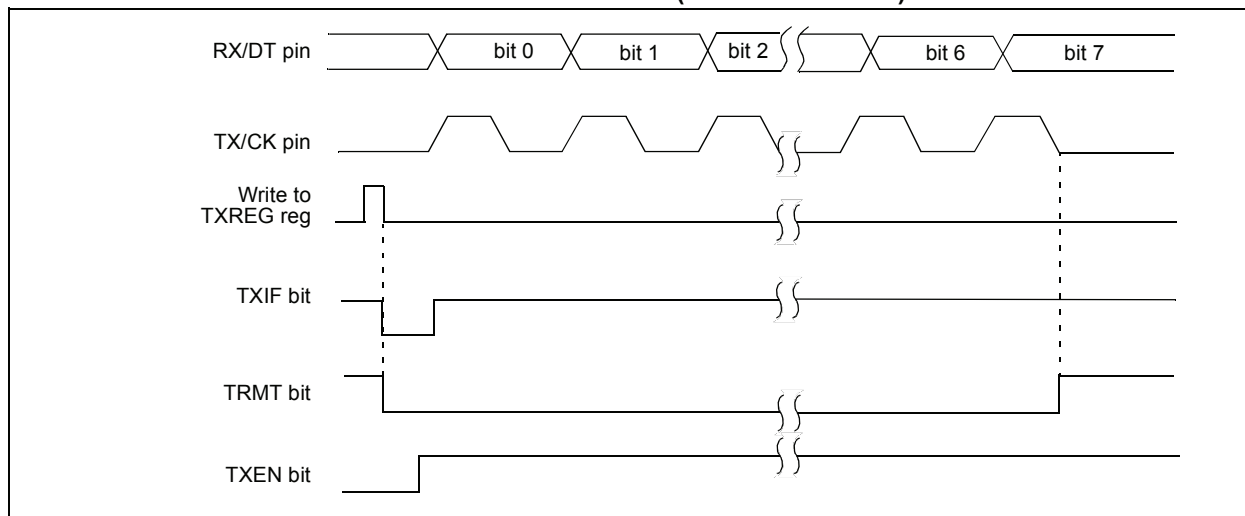 RX/DT pin
bit 0
bit 1
bit 2
bit 6
bit 7
TX/CK pin
Write to
TXREG reg
TXIF bit
TRMT bit
TXEN bit